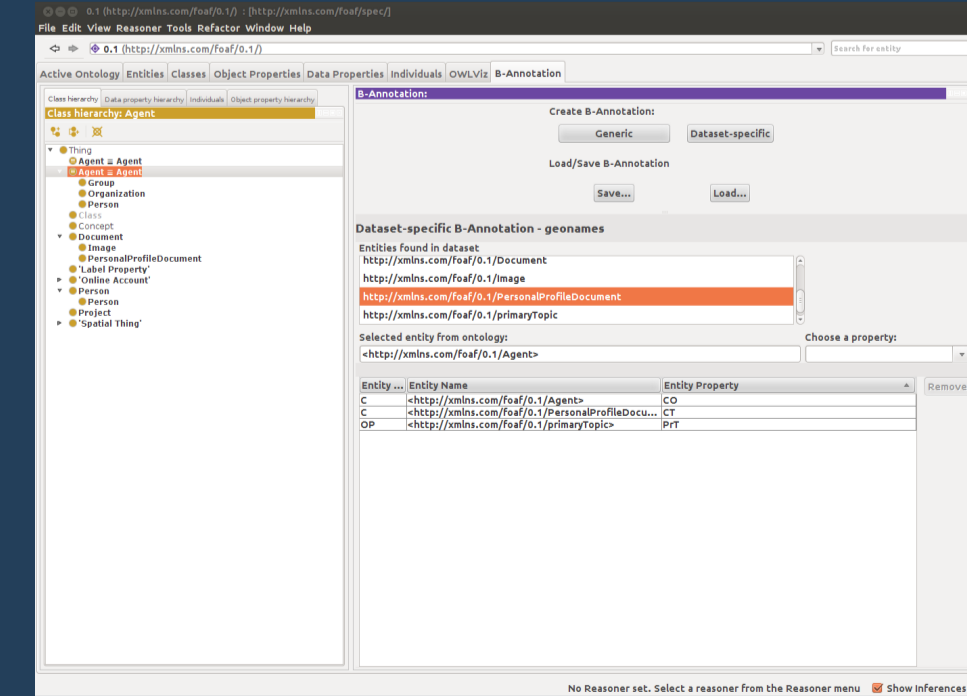 0.1 (http://xmlns.com/foaf/0.1/) : [http://xmlns.com/foaf/spec/]
File Edit View Reasoner Tools Refactor Window Help
0.1 (http://xmlns.com/foaf/0.1/)
Search for entity
Active Ontology Entities Classes Object Properties Data Properties Individuals OWLViz B-Annotation
Class hierarchy Data property hierarchy Individuals Object property hierarchy
Class hierarchy: Agent
Thing
Agent ≡ Agent
Agent ≡ Agent
Group
Organization
Person
Class
Concept
Document
Image
PersonalProfileDocument
'Label Property'
'Online Account'
Person
Person
Project
'Spatial Thing'
B-Annotation:
Create B-Annotation:
Generic Dataset-specific
Load/Save B-Annotation
Save... Load...
Dataset-specific B-Annotation - geonames
Entities found in dataset
http://xmlns.com/foaf/0.1/Document
http://xmlns.com/foaf/0.1/Image
http://xmlns.com/foaf/0.1/PersonalProfileDocument
http://xmlns.com/foaf/0.1/primaryTopic
Selected entity from ontology: Choose a property:
<http://xmlns.com/foaf/0.1/Agent>
Entity ... Entity Name Entity Property Remove
C <http://xmlns.com/foaf/0.1/Agent> CO
C <http://xmlns.com/foaf/0.1/PersonalProfileDocu... CT
OP <http://xmlns.com/foaf/0.1/primaryTopic> PrT
No Reasoner set. Select a reasoner from the Reasoner menu Show Inferences